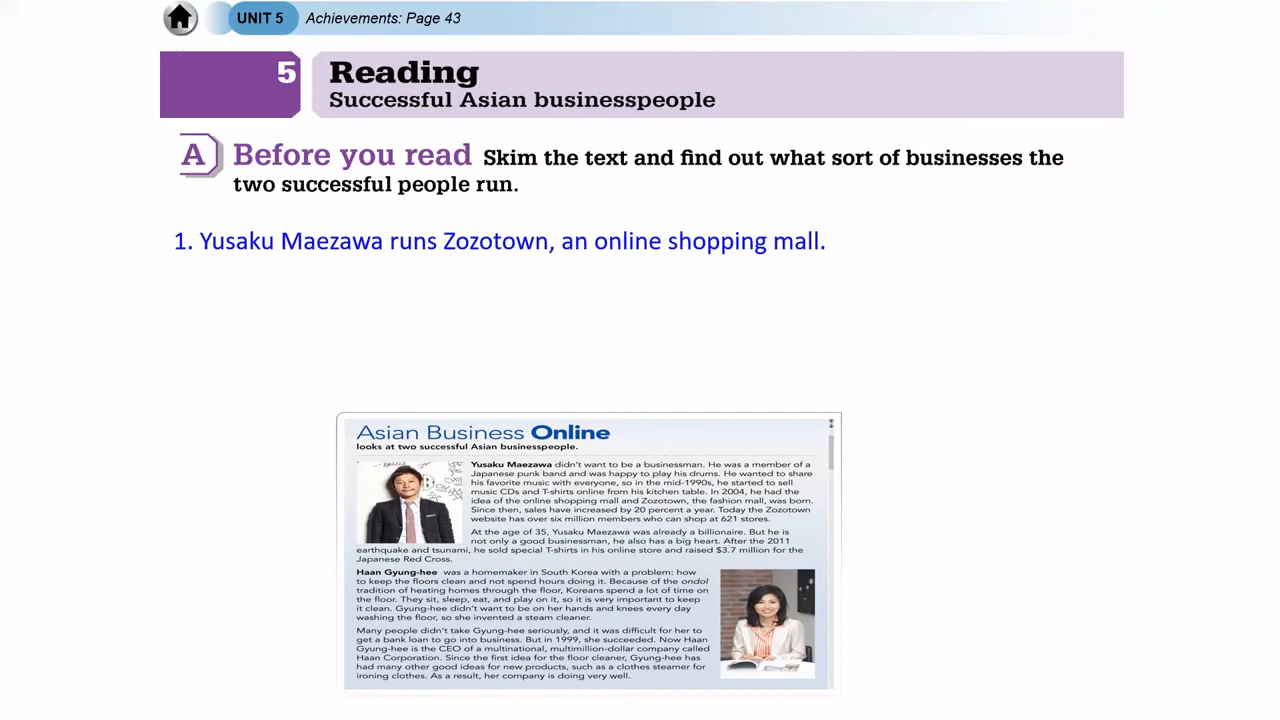 UNIT 5 Achievements: Page 43
5 Reading
Successful Asian businesspeople
A Before you read Skim the text and find out what sort of businesses the
two successful people run.
1. Yusaku Maezawa runs Zozotown, an online shopping mall.
Asian Business Online
looks at two successful Asian businesspeople.
Yusaku Maezawa didn't want to be a businessman. He was a member of a
Japanese punk band and was happy to play his drums. He wanted to share
his favorite music with everyone, so in the mid-1990s, he started to sell
music CDs and T-shirts online from his kitchen table. In 2004, he had the
idea of the online shopping mall and Zozotown, the fashion mall, was born.
Since then, sales have increased by 20 percent a year. Today the Zozotown
website has over six million members who can shop at 621 stores.
At the age of 35, Yusaku Maezawa was already a billionaire. But he is
not only a good businessman, he also has a big heart. After the 2011
earthquake and tsunami, he sold special T-shirts in his online store and raised $3.7 million for the
Japanese Red Cross.
Haan Gyung-hee was a homemaker in South Korea with a problem: how
to keep the floors clean and not spend hours doing it. Because of the ondol
tradition of heating homes through the floor, Koreans spend a lot of time on
the floor. They sit, sleep, eat, and play on it, so it is very important to keep
it clean. Gyung-hee didn't want to be on her hands and knees every day
washing the floor, so she invented a steam cleaner.
Many people didn't take Gyung-hee seriously, and it was difficult for her to
get a bank loan to go into business. But in 1999, she succeeded. Now Haan
Gyung-hee is the CEO of a multinational, multimillion-dollar company called
Haan Corporation. Since the first idea for the floor cleaner, Gyung-hee has
had many other good ideas for new products, such as a clothes steamer for
ironing clothes. As a result, her company is doing very well.